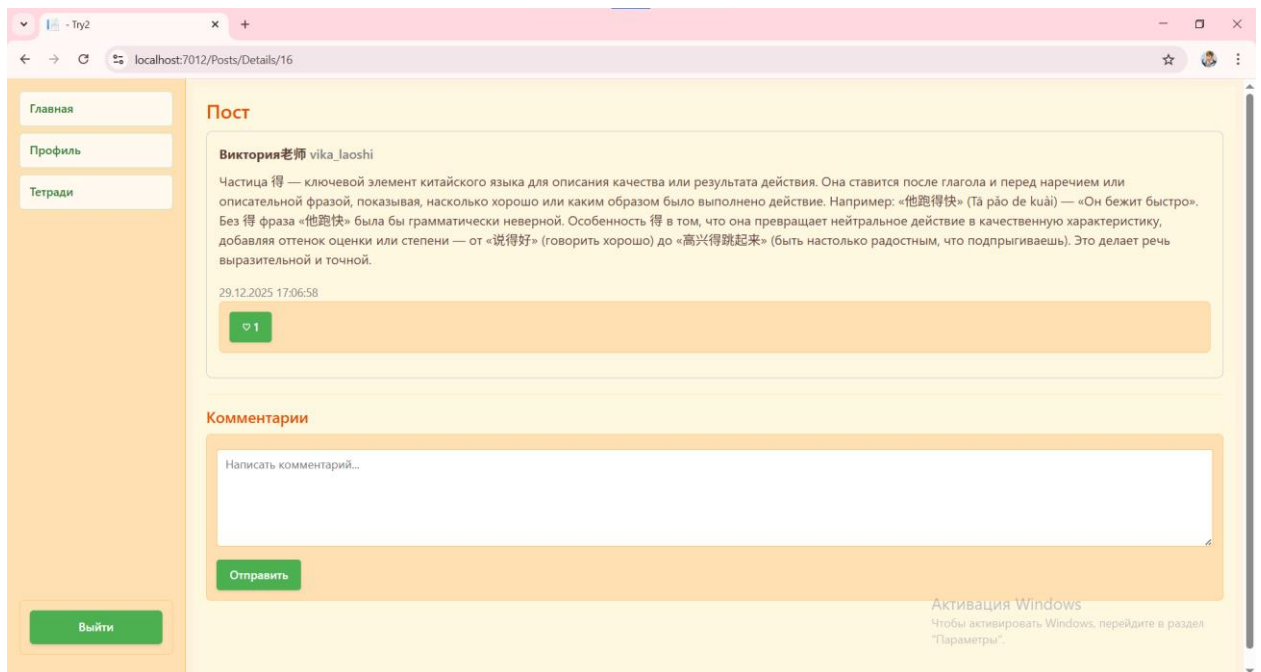 - Try2
localhost:7012/Posts/Details/16
Главная
Профиль
Тетради
Выйти
Пост
Виктория老师 vika_laoshi
Частица 得 — ключевой элемент китайского языка для описания качества или результата действия. Она ставится после глагола и перед наречием или
описательной фразой, показывая, насколько хорошо или каким образом было выполнено действие. Например: «他跑得快» (Tā pǎo de kuài) — «Он бежит быстро».
Без 得 фраза «他跑快» была бы грамматически неверной. Особенность 得 в том, что она превращает нейтральное действие в качественную характеристику,
добавляя оттенок оценки или степени — от «说得好» (говорить хорошо) до «高兴得跳起来» (быть настолько радостным, что подпрыгиваешь). Это делает речь
выразительной и точной.
29.12.2025 17:06:58
♡ 1
Комментарии
Написать комментарий...
Отправить
Активация Windows
Чтобы активировать Windows, перейдите в раздел
"Параметры".